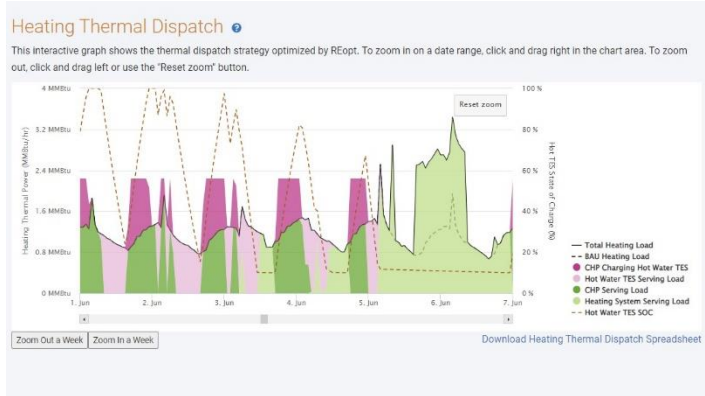 Heating Thermal Dispatch ?
This interactive graph shows the thermal dispatch strategy optimized by REopt. To zoom in on a date range, click and drag right in the chart area. To zoom
out, click and drag left or use the "Reset zoom" button.
4 MMBtu
3.2 MMBtu
2.4 MMBtu
1.6 MMBtu
0.8 MMBtu
0 MMBtu
Heating Thermal Power (MMBtu/hr)
1. Jun
2. Jun
3. Jun
4. Jun
5. Jun
6. Jun
7. Jun
Reset zoom
100 %
80 %
60 %
40 %
20 %
0 %
Hot TES State of Charge (%)
Total Heating Load
BAU Heating Load
CHP Charging Hot Water TES
Hot Water TES Serving Load
CHP Serving Load
Heating System Serving Load
Hot Water TES SOC
Zoom Out a Week
Zoom In a Week
Download Heating Thermal Dispatch Spreadsheet